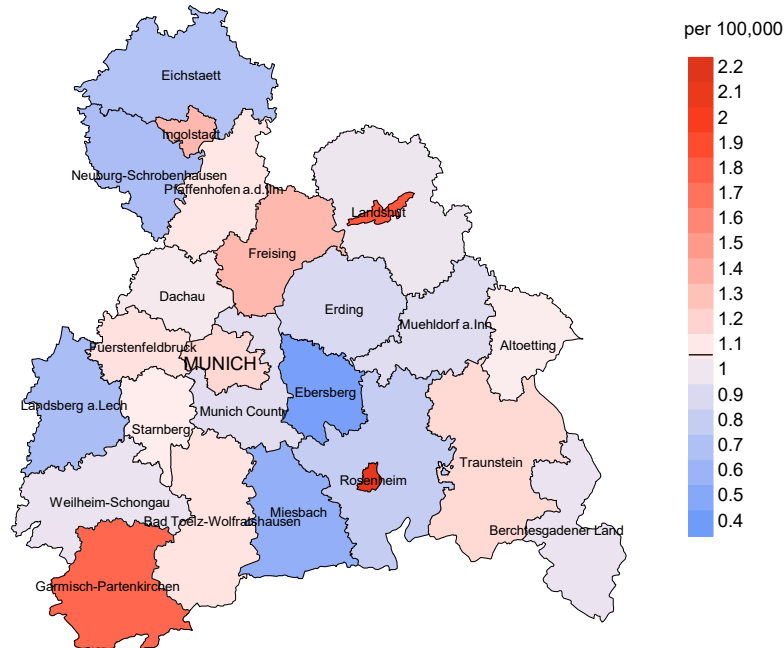 per 100,000
2.2
2.1
2
1.9
1.8
1.7
1.6
1.5
1.4
1.3
1.2
1.1
1
0.9
0.8
0.7
0.6
0.5
0.4
Eichstaett
Ingolstadt
Neuburg-Schrobenhausen
Pfaffenhofen a.d.Ilm
Landshut
Freising
Dachau
Erding
Muehldorf a.Inn
Altoetting
Fuerstenfeldbruck
MUNICH
Ebersberg
Landsberg a.Lech
Munich County
Starnberg
Traunstein
Rosenheim
Weilheim-Schongau
Miesbach
Bad Toelz-Wolfratshausen
Berchtesgadener Land
Garmisch-Partenkirchen